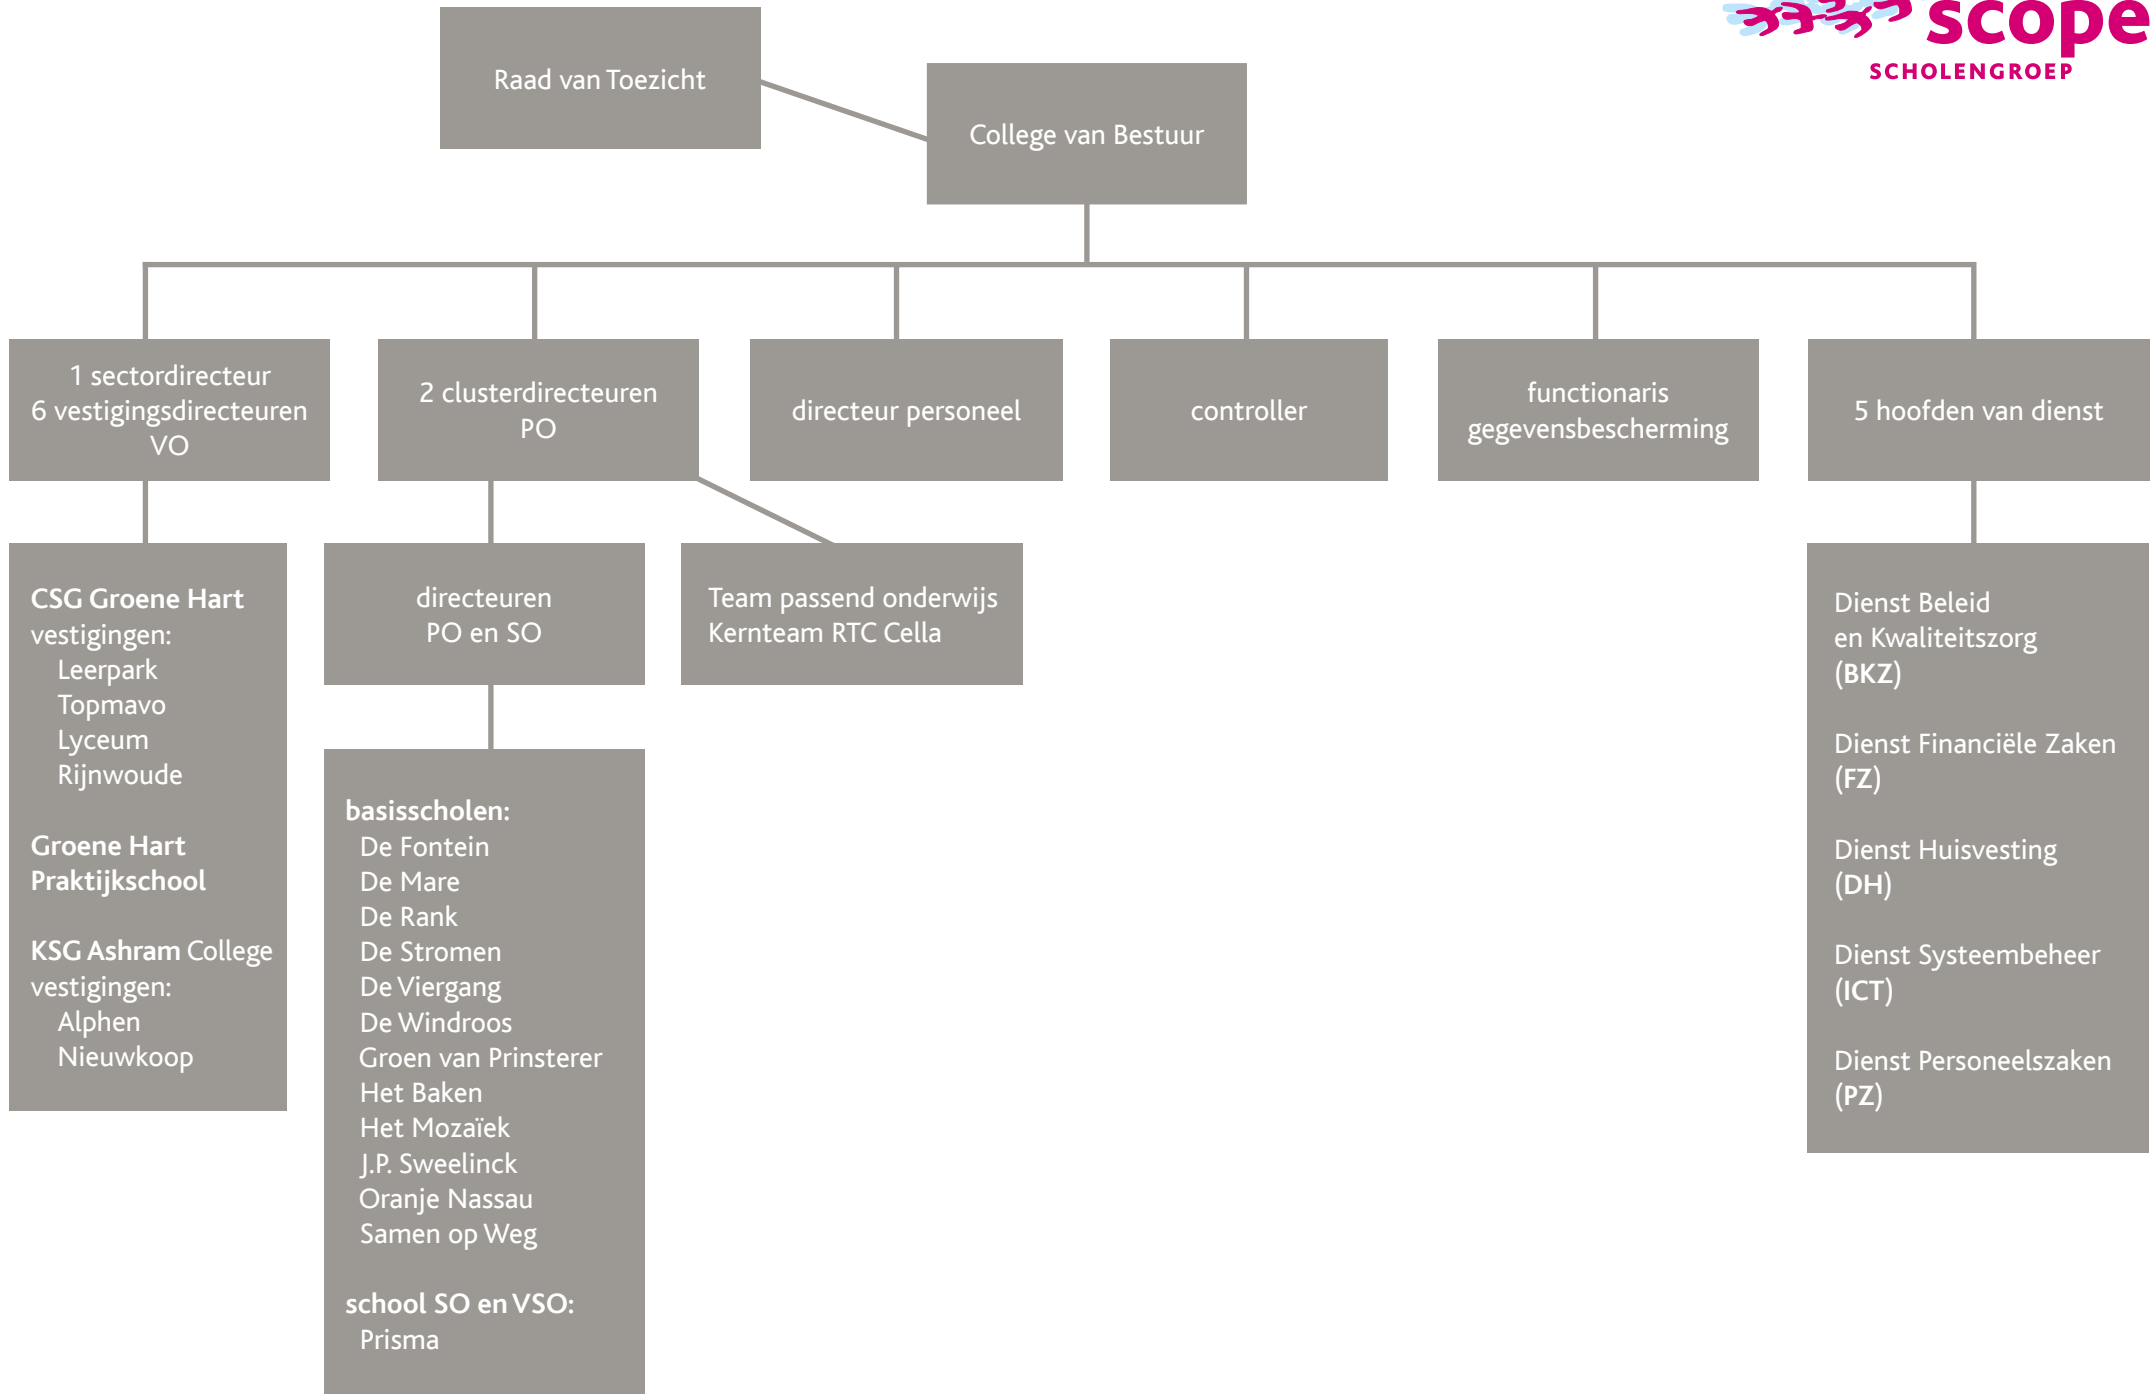 scope
SCHOLENGROEP
Raad van Toezicht
College van Bestuur
1 sectordirecteur
6 vestigingsdirecteuren
VO
2 clusterdirecteuren
PO
directeur personeel
controller
functionaris
gegevensbescherming
5 hoofden van dienst
CSG Groene Hart
vestigingen:
Leerpark
Topmavo
Lyceum
Rijnwoude
Groene Hart
Praktijkschool
KSG Ashram College
vestigingen:
Alphen
Nieuwkoop
directeuren
PO en SO
Team passend onderwijs
Kernteam RTC Cella
basisscholen:
De Fontein
De Mare
De Rank
De Stromen
De Viergang
De Windroos
Groen van Prinsterer
Het Baken
Het Mozaïek
J.P. Sweelinck
Oranje Nassau
Samen op Weg
school SO en VSO:
Prisma
Dienst Beleid
en Kwaliteitszorg
(BKZ)
Dienst Financiële Zaken
(FZ)
Dienst Huisvesting
(DH)
Dienst Systeembeheer
(ICT)
Dienst Personeelszaken
(PZ)